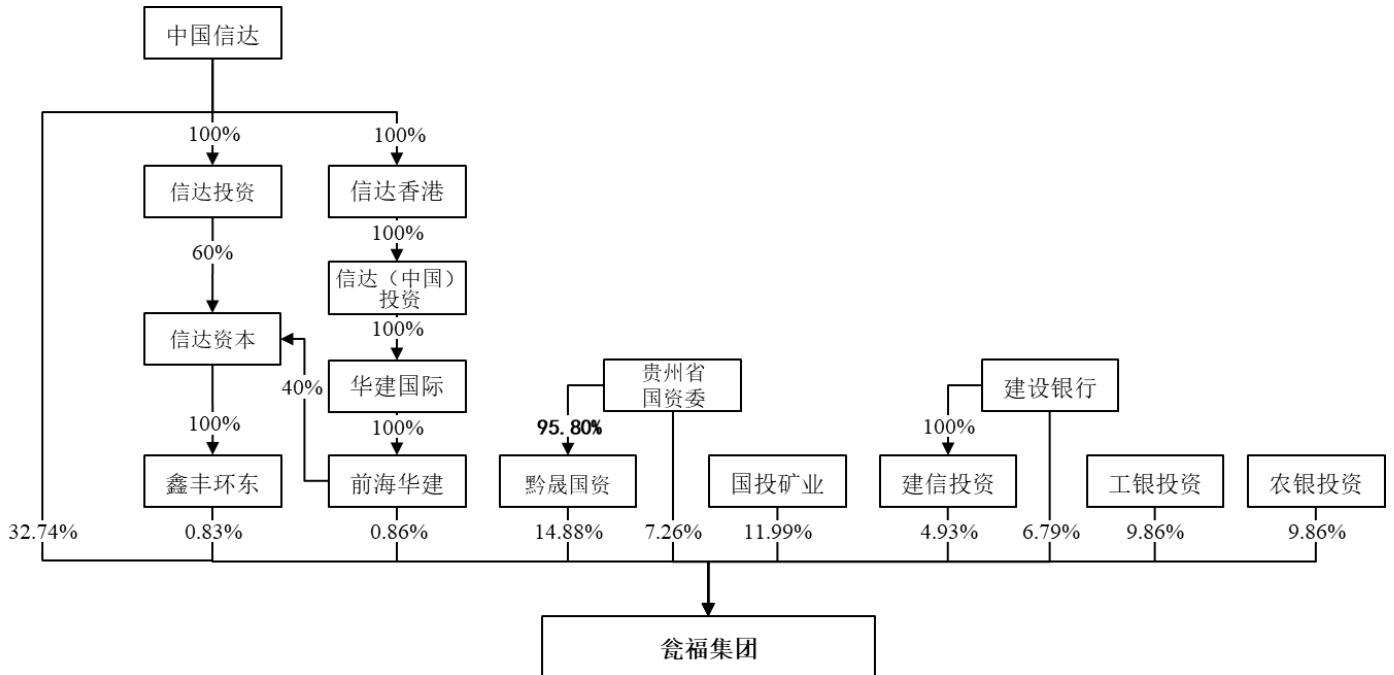 中国信达
100%
100%
信达投资
信达香港
60%
100%
信达（中国）
投资
信达资本
100%
40%
华建国际
贵州省
国资委
建设银行
100%
100%
95.80%
100%
鑫丰环东
前海华建
黔晟国资
国投矿业
建信投资
工银投资
农银投资
32.74%
0.83%
0.86%
14.88%
7.26%
11.99%
4.93%
6.79%
9.86%
9.86%
瓮福集团